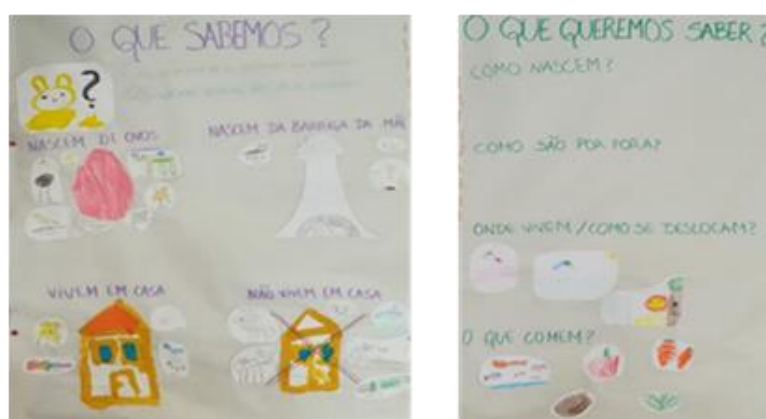 O QUE SABEMOS?
?
NASCEM DE OVOS
NASCEM DA BARRIGA DA MÃE
VIVEM EM CASA
NÃO VIVEM EM CASA
O QUE QUEREMOS SABER?
COMO NASCEM?
COMO SÃO POR FORA?
ONDE VIVEM / COMO SE DESLOCAM?
O QUE COMEM?